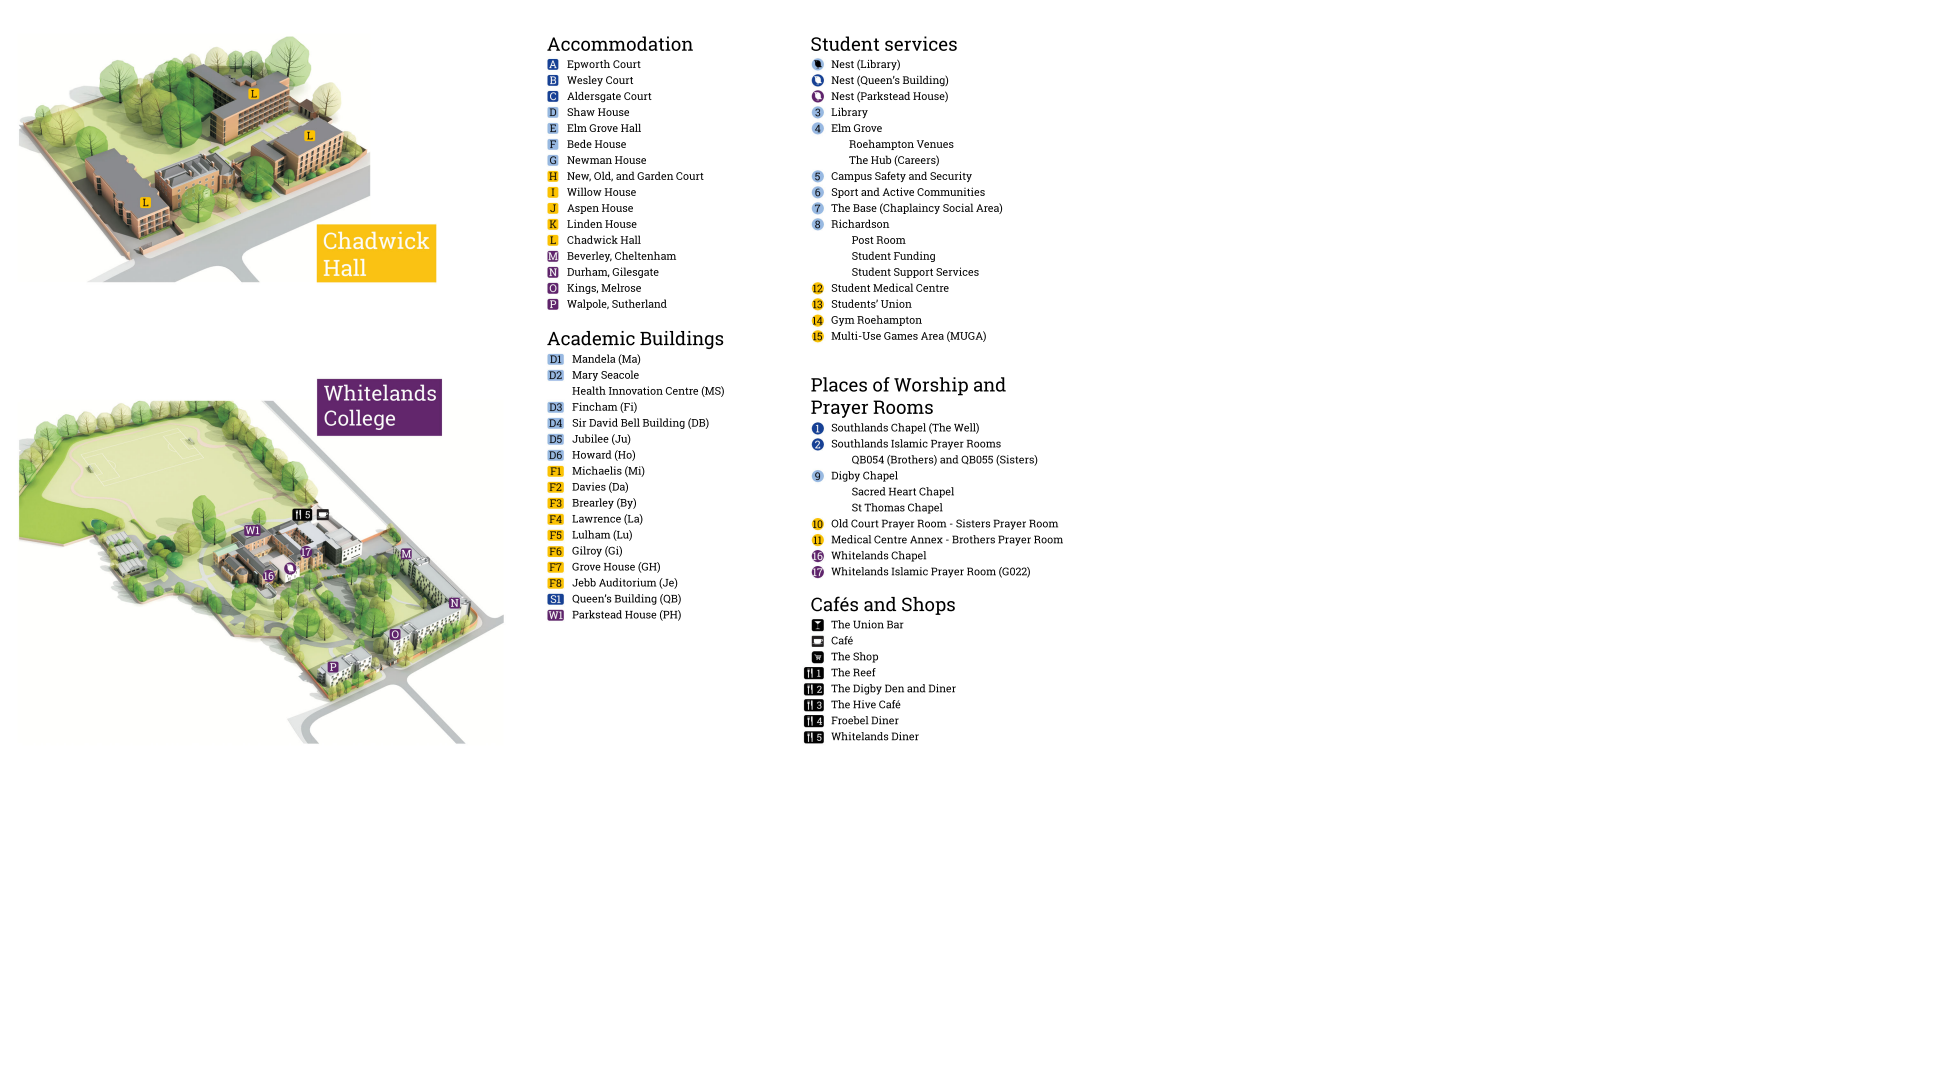 L
L
L
Chadwick
Hall
Whitelands
College
5
W1
17
M
16
N
O
P
Accommodation
A Epworth Court
B Wesley Court
C Aldersgate Court
D Shaw House
E Elm Grove Hall
F Bede House
G Newman House
H New, Old, and Garden Court
I Willow House
J Aspen House
K Linden House
L Chadwick Hall
M Beverley, Cheltenham
N Durham, Gilesgate
O Kings, Melrose
P Walpole, Sutherland
Academic Buildings
D1 Mandela (Ma)
D2 Mary Seacole
Health Innovation Centre (MS)
D3 Fincham (Fi)
D4 Sir David Bell Building (DB)
D5 Jubilee (Ju)
D6 Howard (Ho)
F1 Michaelis (Mi)
F2 Davies (Da)
F3 Brearley (By)
F4 Lawrence (La)
F5 Lulham (Lu)
F6 Gilroy (Gi)
F7 Grove House (GH)
F8 Jebb Auditorium (Je)
S1 Queen's Building (QB)
W1 Parkstead House (PH)
Student services
Nest (Library)
Nest (Queen's Building)
Nest (Parkstead House)
3 Library
4 Elm Grove
Roehampton Venues
The Hub (Careers)
5 Campus Safety and Security
6 Sport and Active Communities
7 The Base (Chaplaincy Social Area)
8 Richardson
Post Room
Student Funding
Student Support Services
12 Student Medical Centre
13 Students' Union
14 Gym Roehampton
15 Multi-Use Games Area (MUGA)
Places of Worship and
Prayer Rooms
1 Southlands Chapel (The Well)
2 Southlands Islamic Prayer Rooms
QB054 (Brothers) and QB055 (Sisters)
9 Digby Chapel
Sacred Heart Chapel
St Thomas Chapel
10 Old Court Prayer Room - Sisters Prayer Room
11 Medical Centre Annex - Brothers Prayer Room
16 Whitelands Chapel
17 Whitelands Islamic Prayer Room (G022)
Cafés and Shops
The Union Bar
Café
The Shop
1 The Reef
2 The Digby Den and Diner
3 The Hive Café
4 Froebel Diner
5 Whitelands Diner